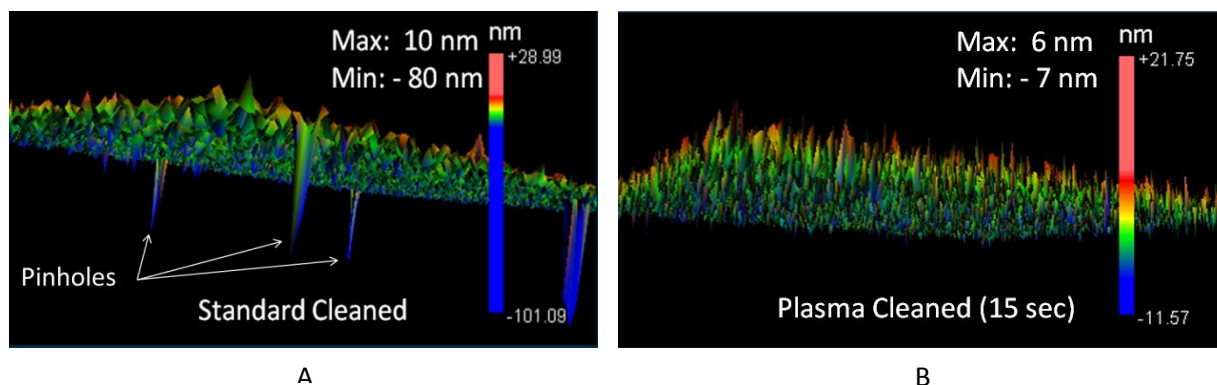 Max: 10 nm
Min: - 80 nm
nm
+28.99
-101.09
Pinholes
Standard Cleaned
A
Max: 6 nm
Min: - 7 nm
nm
+21.75
-11.57
Plasma Cleaned (15 sec)
B